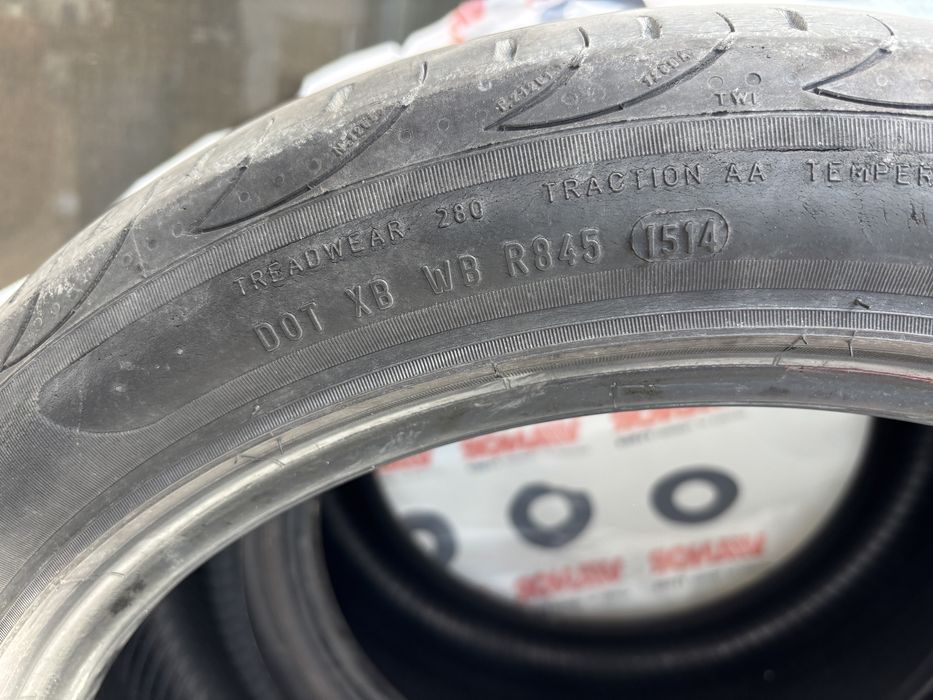 TWI
TREADWEAR 280 TRACTION AA TEMPER
DOT XB WB R845 1514